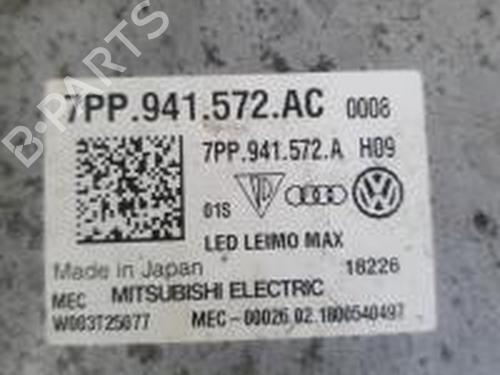 7PP.941.572.AC 0008
7PP.941.572.A H09
01S
LED LEIMO MAX
Made in Japan 18226
MEC MITSUBISHI ELECTRIC
W003T25077 MEC-00026.02.1800540497
B-PARTS